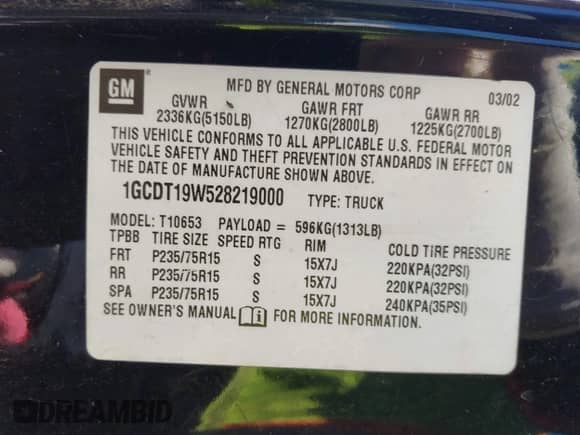 GM
MFD BY GENERAL MOTORS CORP 03/02
GVWR GAWR FRT GAWR RR
2336KG(5150LB) 1270KG(2800LB) 1225KG(2700LB)
THIS VEHICLE CONFORMS TO ALL APPLICABLE U.S. FEDERAL MOTOR
VEHICLE SAFETY AND THEFT PREVENTION STANDARDS IN EFFECT ON
THE DATE OF MANUFACTURE SHOWN ABOVE.
1GCDT19W528219000 TYPE: TRUCK
MODEL: T10653 PAYLOAD = 596KG(1313LB)
TPBB TIRE SIZE SPEED RTG RIM COLD TIRE PRESSURE
FRT P235/75R15 S 15X7J 220KPA(32PSI)
RR P235/75R15 S 15X7J 220KPA(32PSI)
SPA P235/75R15 S 15X7J 240KPA(35PSI)
SEE OWNER'S MANUAL i FOR MORE INFORMATION.
DREAMBID